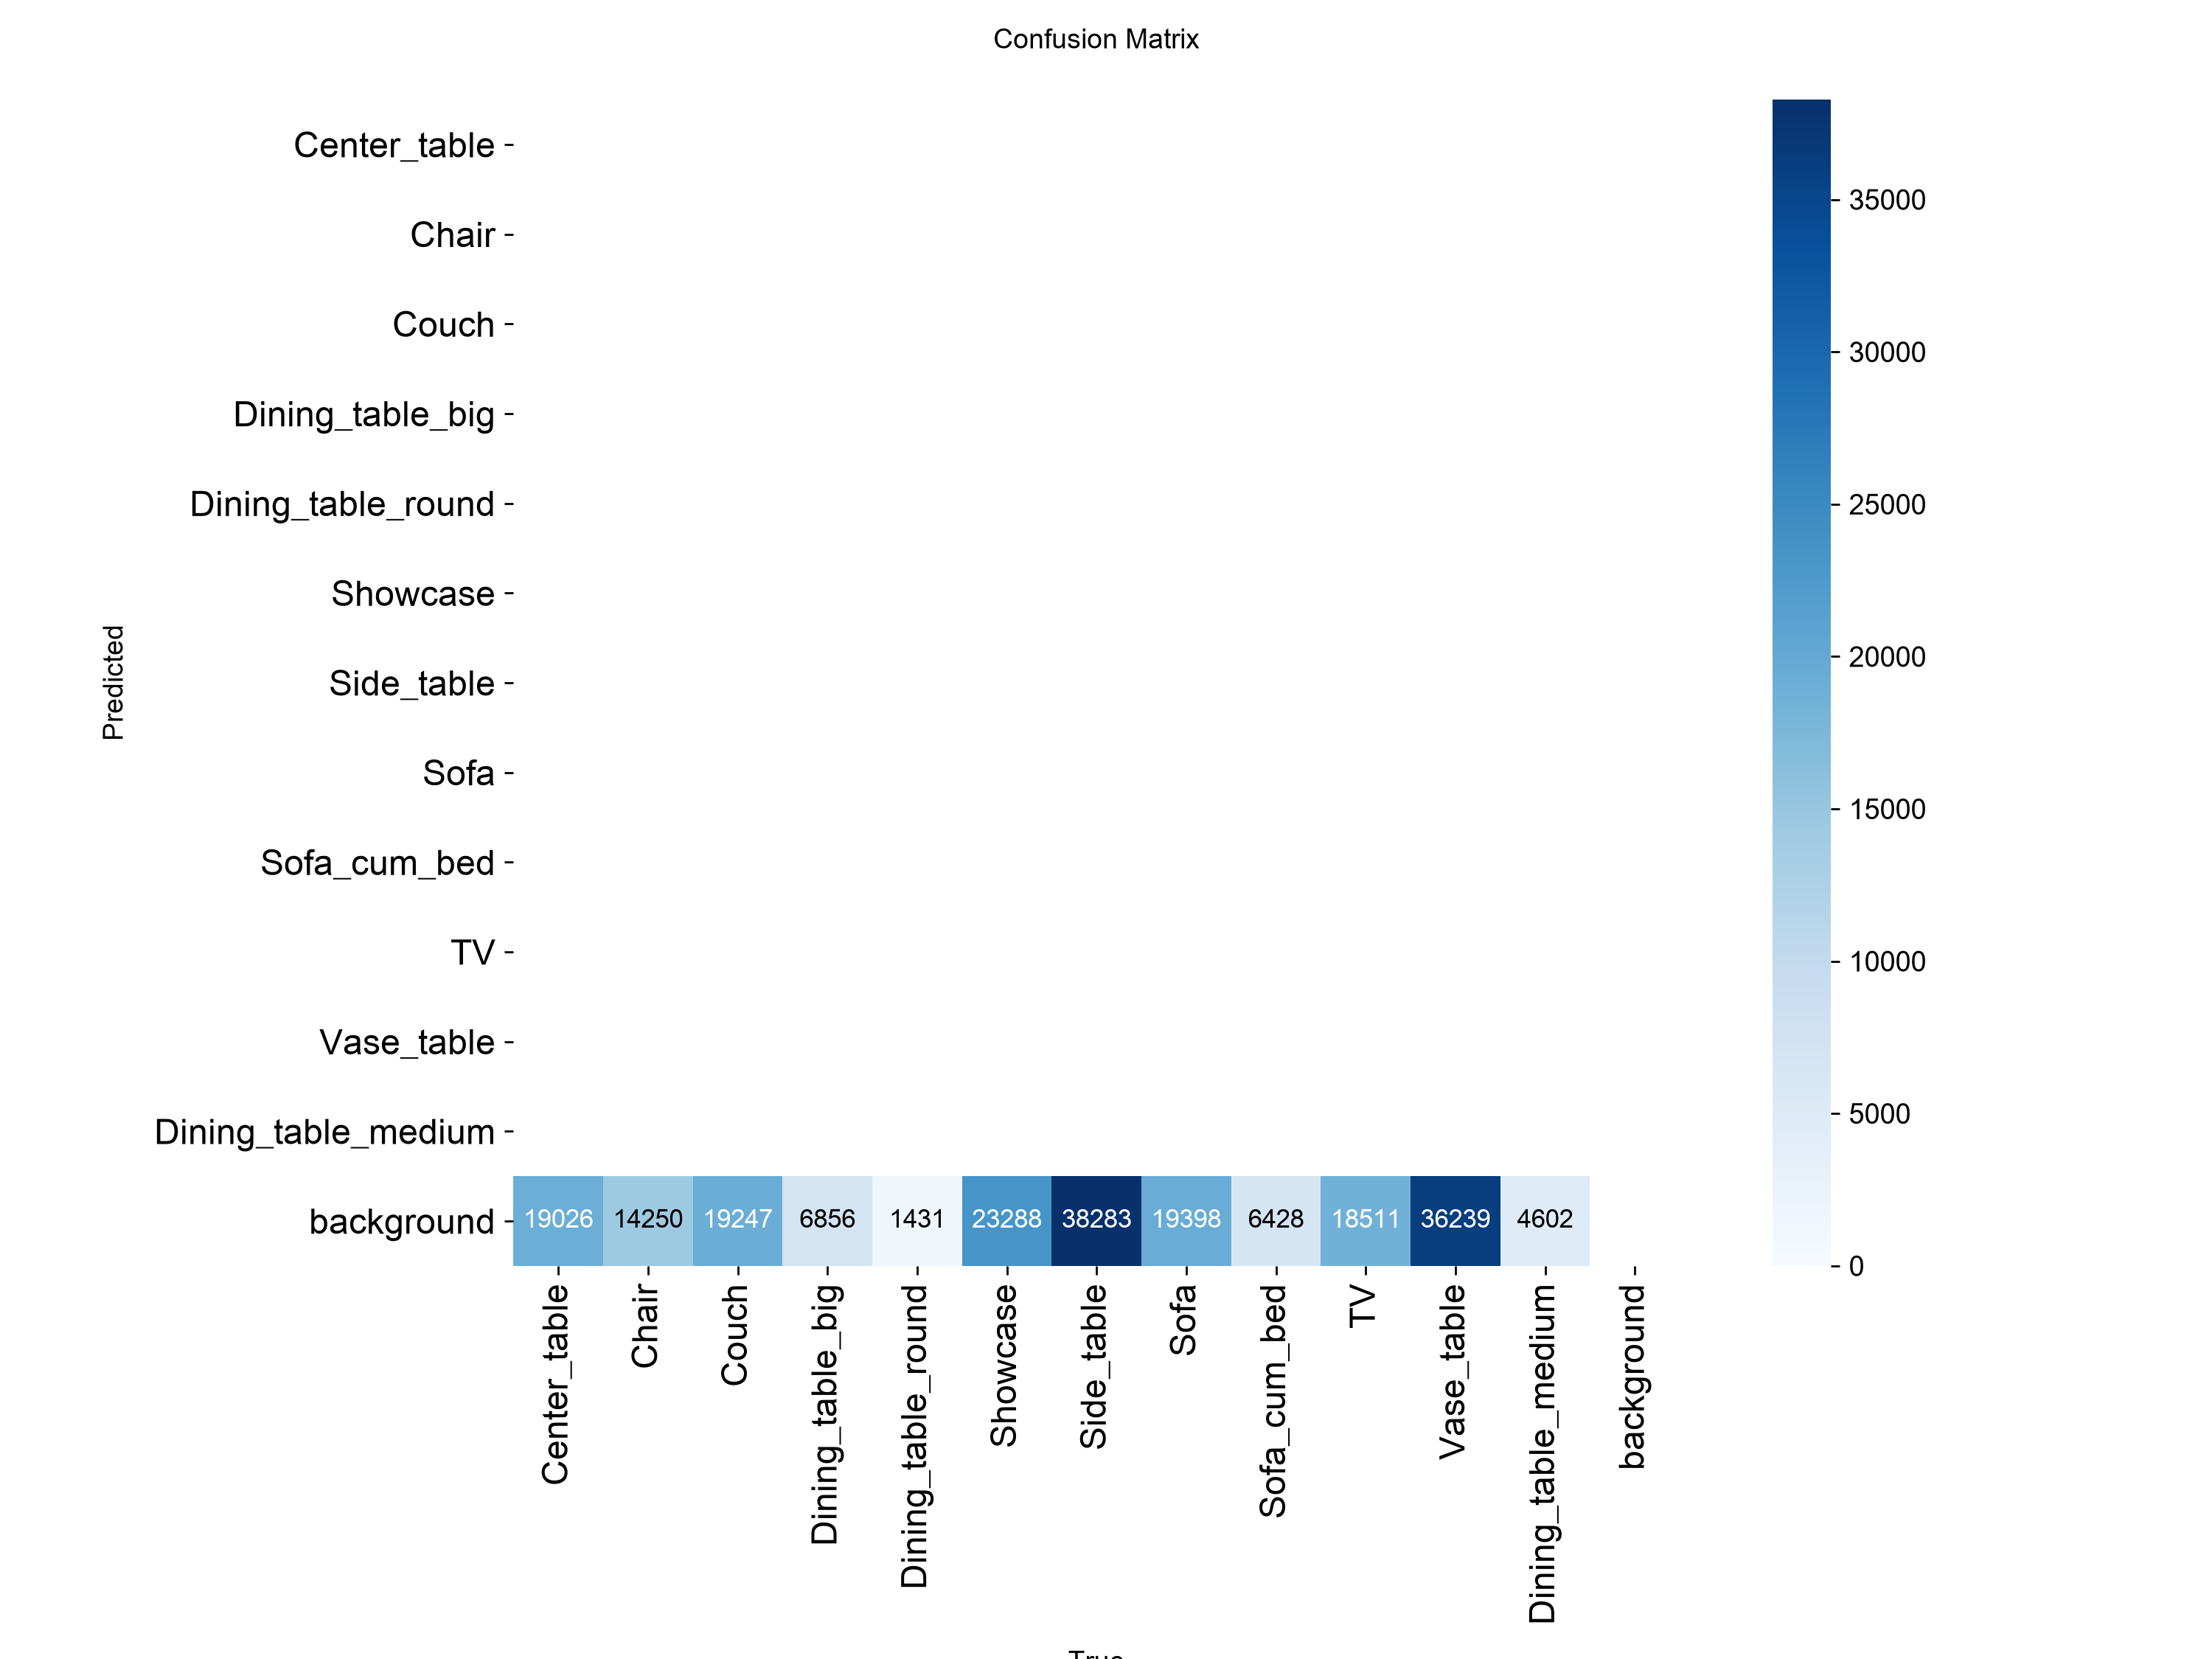 Confusion Matrix
Center_table
Chair
Couch
Dining_table_big
Dining_table_round
Showcase
Side_table
Sofa
Sofa_cum_bed
TV
Vase_table
Dining_table_medium
background
Predicted
19026 14250 19247 6856 1431 23288 38283 19398 6428 18511 36239 4602
Center_table
Chair
Couch
Dining_table_big
Dining_table_round
Showcase
Side_table
Sofa
Sofa_cum_bed
TV
Vase_table
Dining_table_medium
background
True
35000
30000
25000
20000
15000
10000
5000
0